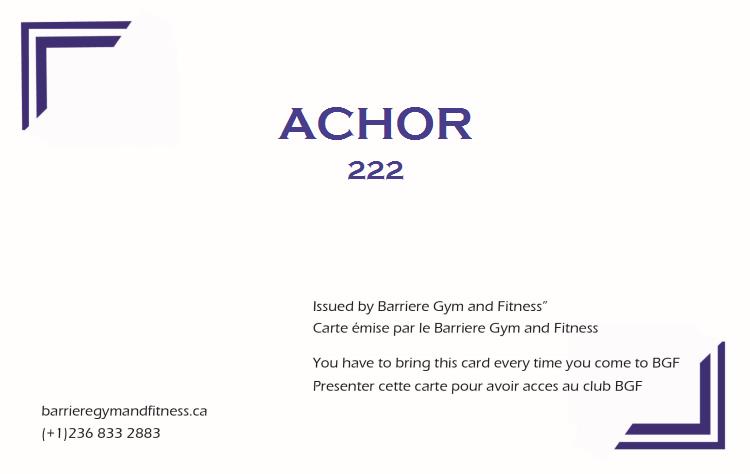 ACHOR
222
Issued by Barriere Gym and Fitness”
Carte émise par le Barriere Gym and Fitness
You have to bring this card every time you come to BGF
Presenter cette carte pour avoir acces au club BGF
barrieregymandfitness.ca
(+1)236 833 2883